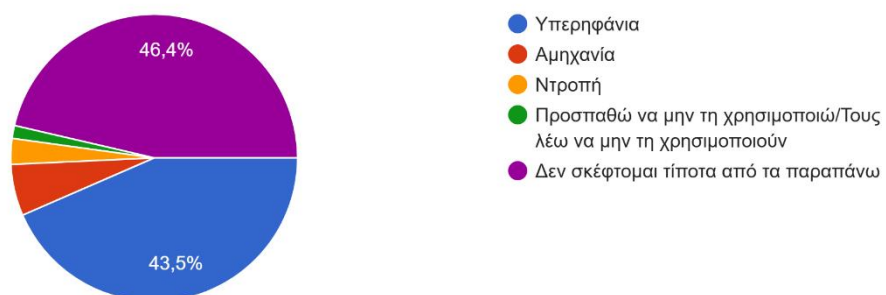 46,4%
43,5%
Υπερηφάνια
Αμηχανία
Ντροπή
Προσπαθώ να μην τη χρησιμοποιώ/Τους
λέω να μην τη χρησιμοποιούν
Δεν σκέφτομαι τίποτα από τα παραπάνω